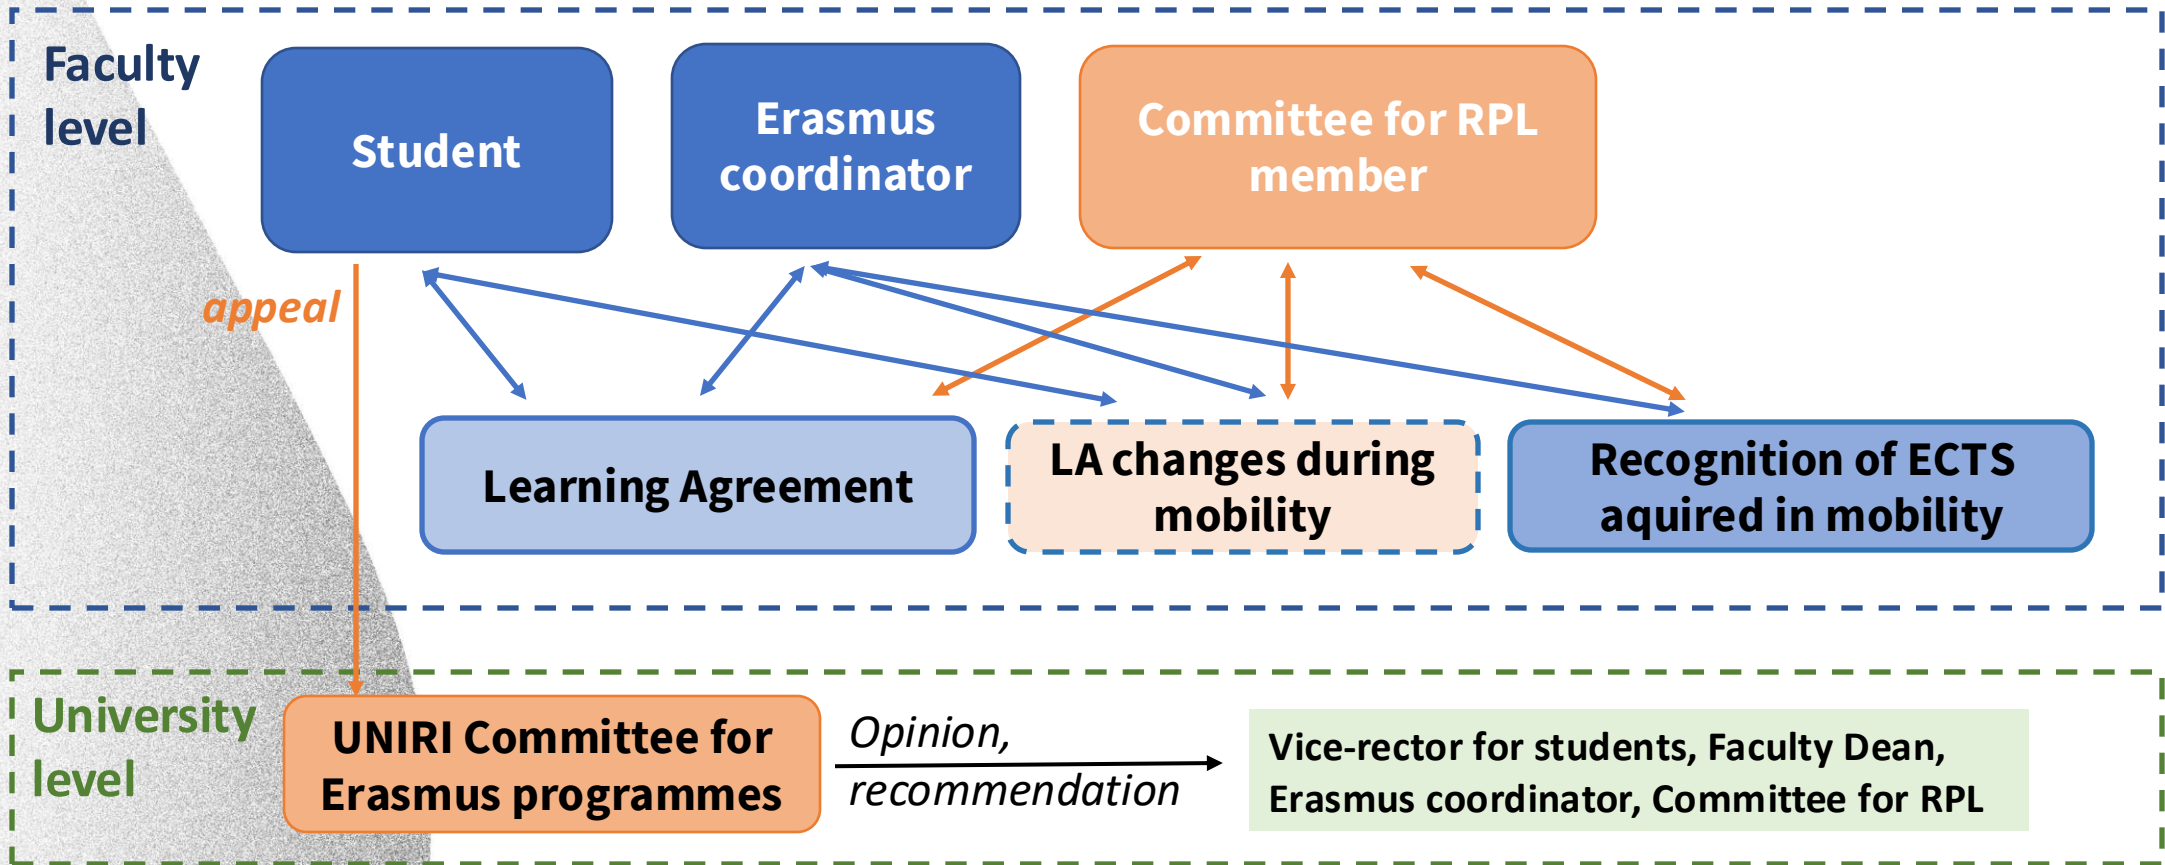 Faculty
level
Student
Erasmus
coordinator
Committee for RPL
member
appeal
Learning Agreement
LA changes during
mobility
Recognition of ECTS
aquired in mobility
University
level
UNIRI Committee for
Erasmus programmes
Opinion,
recommendation
Vice-rector for students, Faculty Dean,
Erasmus coordinator, Committee for RPL